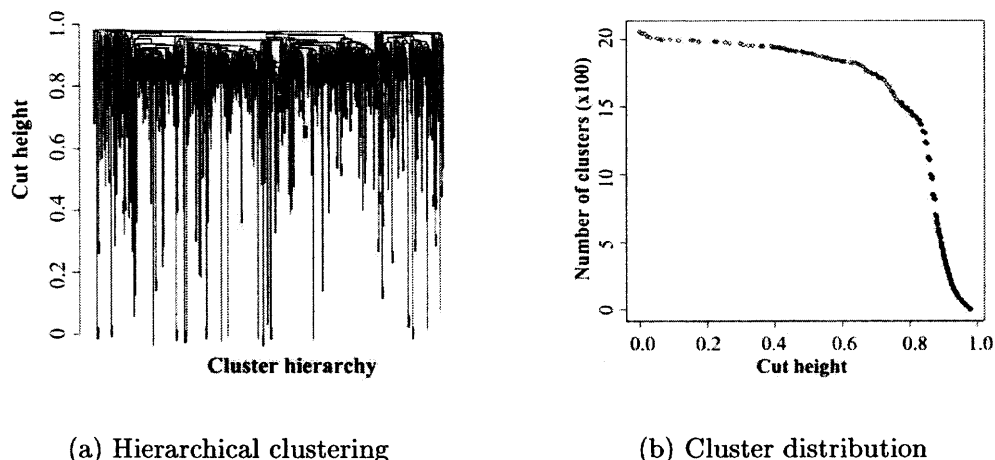 Cut height
0 0.2 0.4 0.6 0.8 1.0
Cluster hierarchy
(a) Hierarchical clustering
Number of clusters (x100)
0 5 10 15 20
0.0 0.2 0.4 0.6 0.8 1.0
Cut height
(b) Cluster distribution